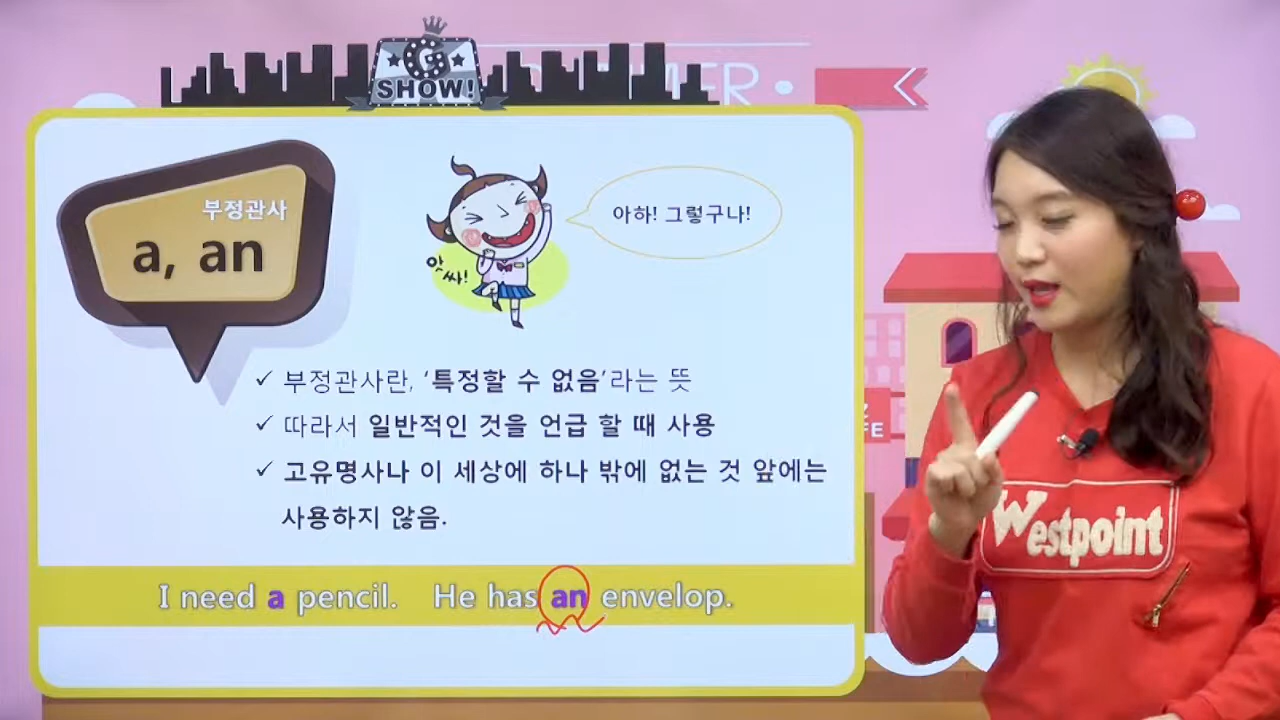 G
SHOW!
부정관사
a, an
아하! 그렇구나!
앗싸!
✓ 부정관사란, ‘특정할 수 없음’라는 뜻
✓ 따라서 일반적인 것을 언급 할 때 사용
✓ 고유명사나 이 세상에 하나 밖에 없는 것 앞에는
사용하지 않음.
I need a pencil. He has an envelop.
Westpoint